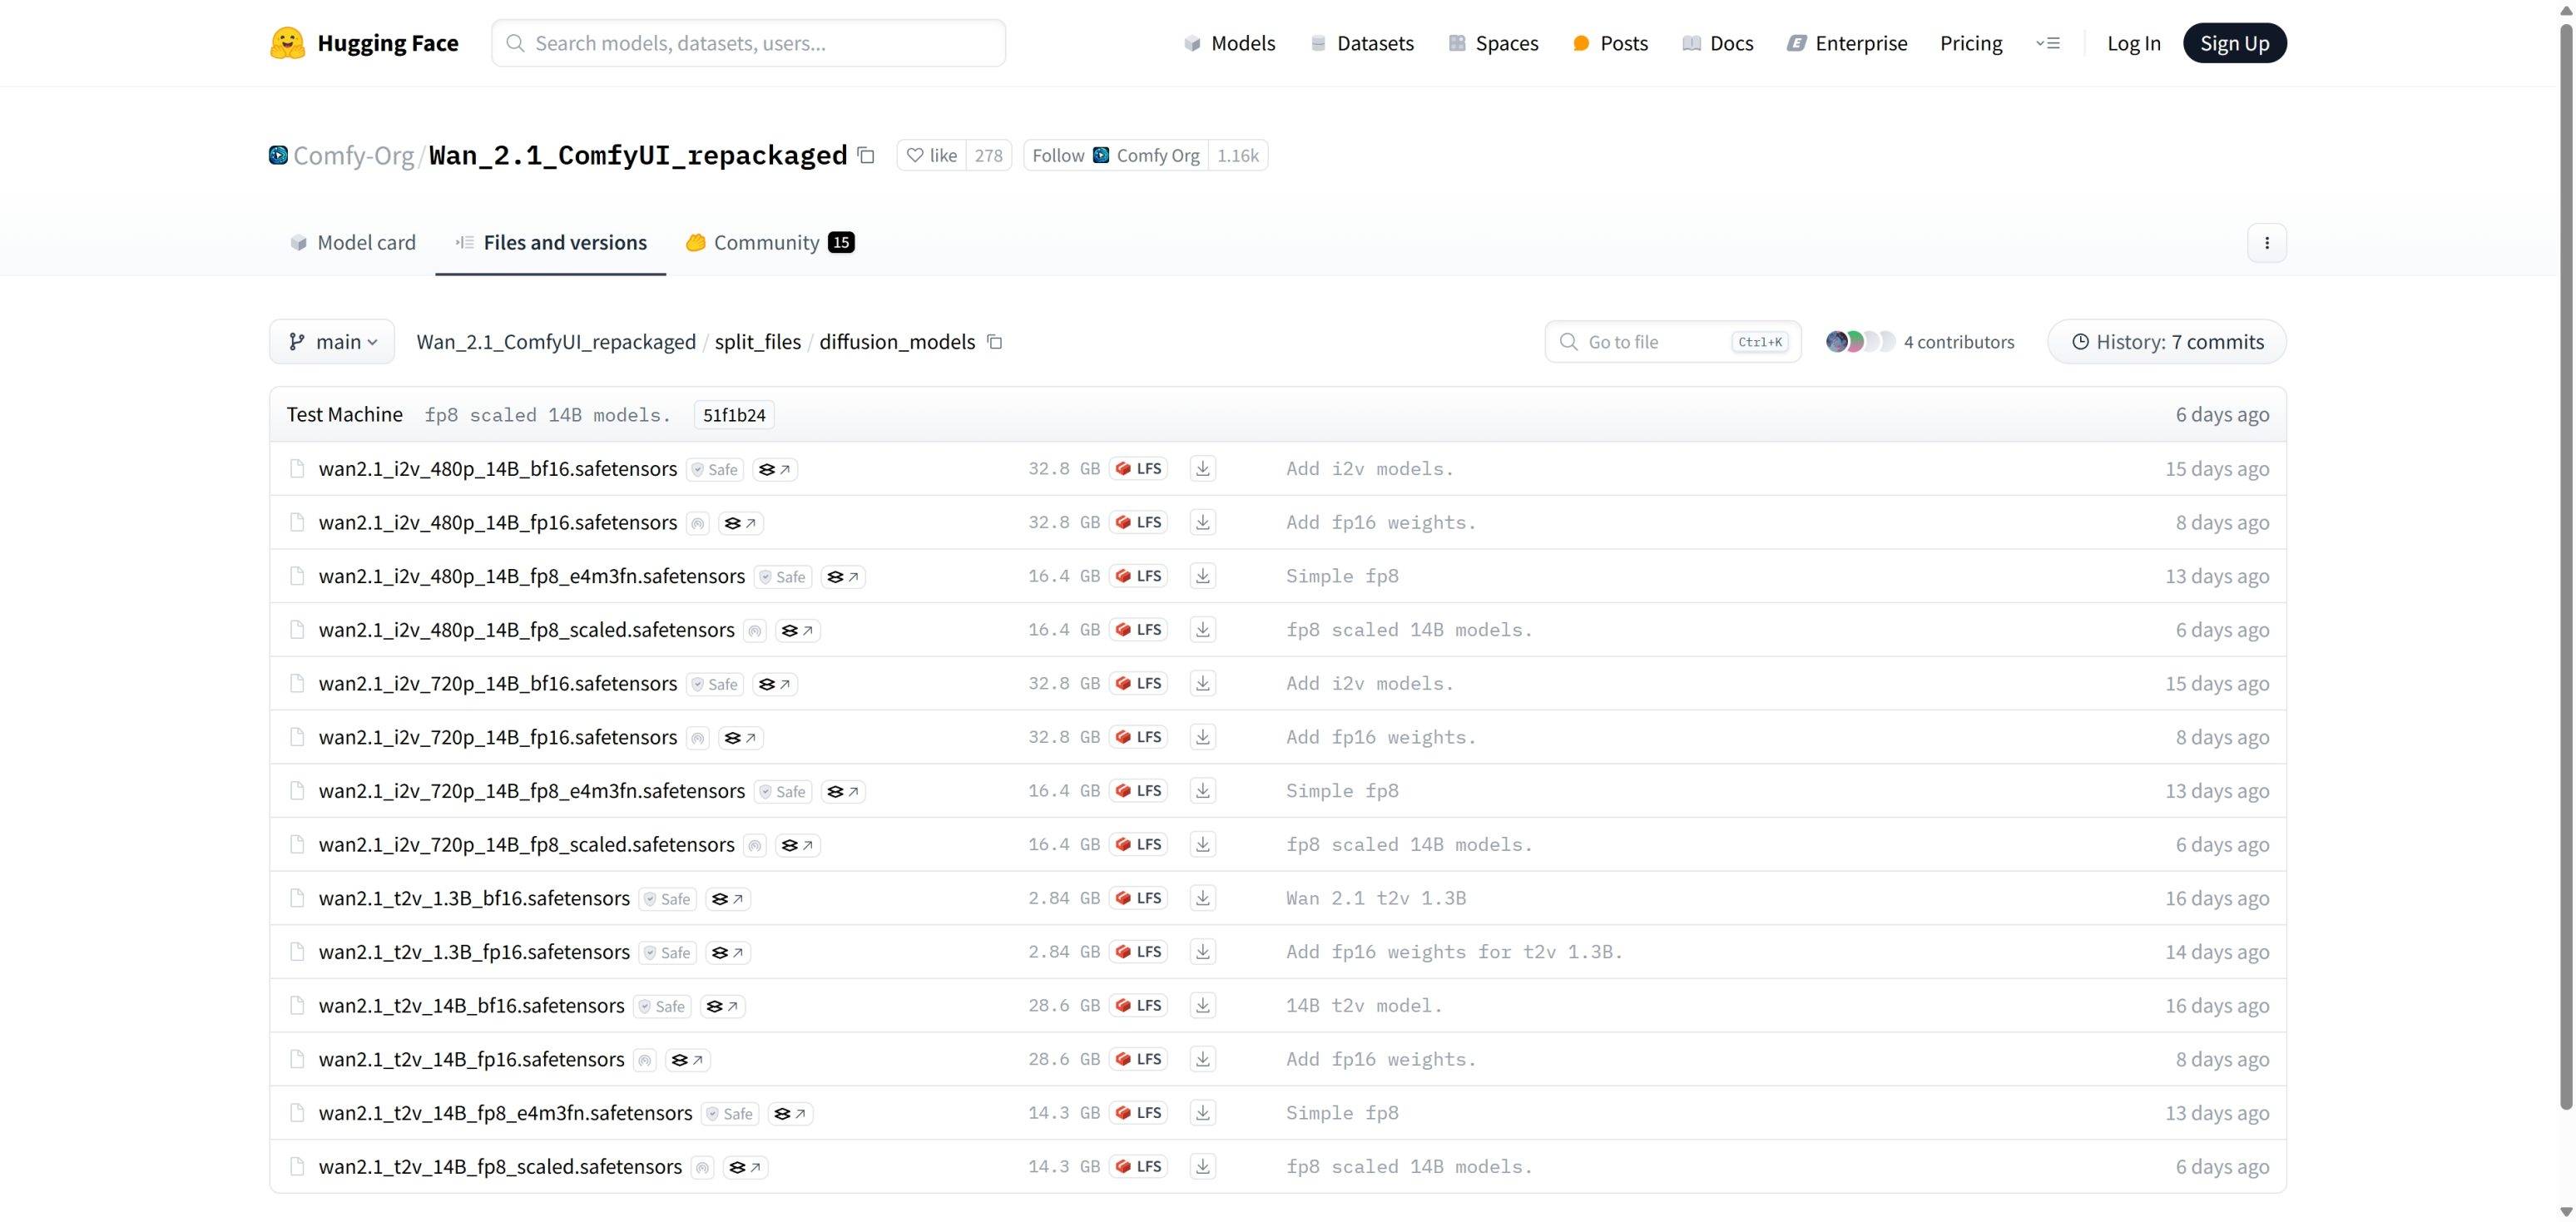 Hugging Face Search models, datasets, users... Models Datasets Spaces Posts Docs Enterprise Pricing Log In Sign Up
Comfy-Org/Wan_2.1_ComfyUI_repackaged like 278 Follow Comfy Org 1.16k
Model card Files and versions Community 15
main Wan_2.1_ComfyUI_repackaged / split_files / diffusion_models Go to file Ctrl+K 4 contributors History: 7 commits
Test Machine fp8 scaled 14B models. 51f1b24 6 days ago
wan2.1_i2v_480p_14B_bf16.safetensors Safe 32.8 GB LFS Add i2v models. 15 days ago
wan2.1_i2v_480p_14B_fp16.safetensors 32.8 GB LFS Add fp16 weights. 8 days ago
wan2.1_i2v_480p_14B_fp8_e4m3fn.safetensors Safe 16.4 GB LFS Simple fp8 13 days ago
wan2.1_i2v_480p_14B_fp8_scaled.safetensors 16.4 GB LFS fp8 scaled 14B models. 6 days ago
wan2.1_i2v_720p_14B_bf16.safetensors Safe 32.8 GB LFS Add i2v models. 15 days ago
wan2.1_i2v_720p_14B_fp16.safetensors 32.8 GB LFS Add fp16 weights. 8 days ago
wan2.1_i2v_720p_14B_fp8_e4m3fn.safetensors Safe 16.4 GB LFS Simple fp8 13 days ago
wan2.1_i2v_720p_14B_fp8_scaled.safetensors 16.4 GB LFS fp8 scaled 14B models. 6 days ago
wan2.1_t2v_1.3B_bf16.safetensors Safe 2.84 GB LFS Wan 2.1 t2v 1.3B 16 days ago
wan2.1_t2v_1.3B_fp16.safetensors Safe 2.84 GB LFS Add fp16 weights for t2v 1.3B. 14 days ago
wan2.1_t2v_14B_bf16.safetensors Safe 28.6 GB LFS 14B t2v model. 16 days ago
wan2.1_t2v_14B_fp16.safetensors 28.6 GB LFS Add fp16 weights. 8 days ago
wan2.1_t2v_14B_fp8_e4m3fn.safetensors Safe 14.3 GB LFS Simple fp8 13 days ago
wan2.1_t2v_14B_fp8_scaled.safetensors 14.3 GB LFS fp8 scaled 14B models. 6 days ago